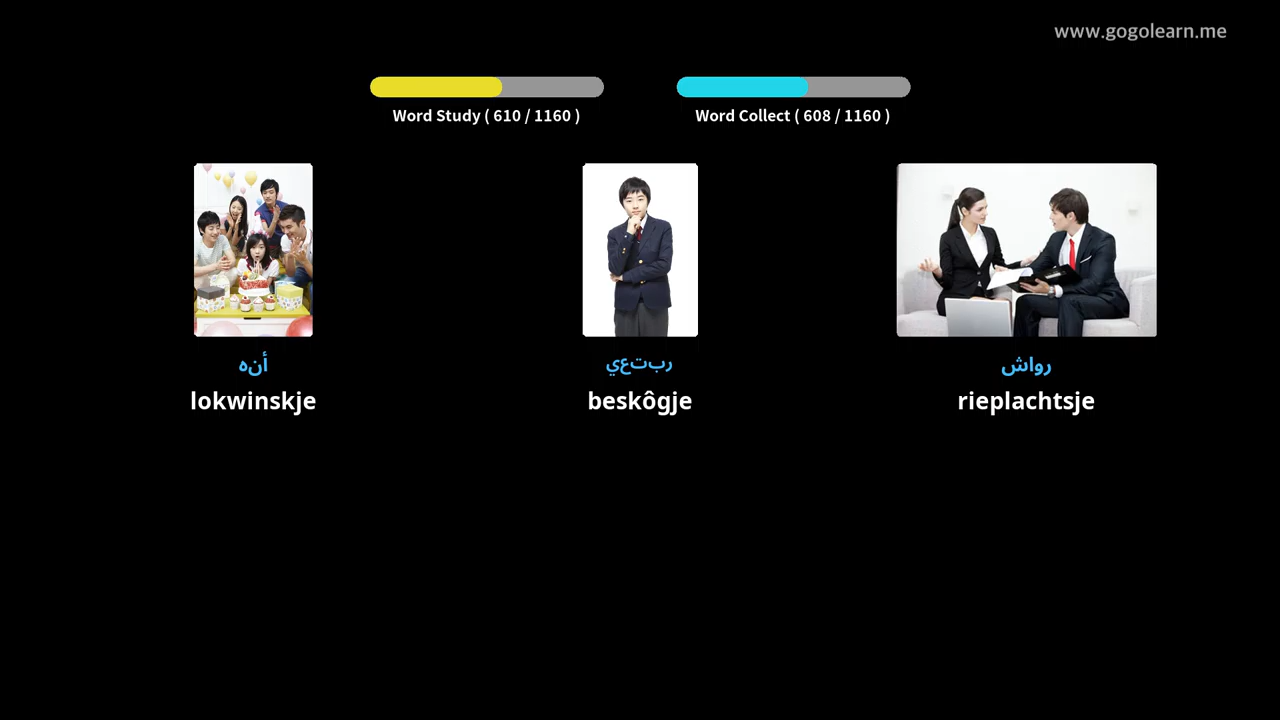 www.gogolearn.me
Word Study ( 610 / 1160 )
Word Collect ( 608 / 1160 )
أنه
ربتعي
رواش
lokwinskje
beskôgje
rieplachtsje